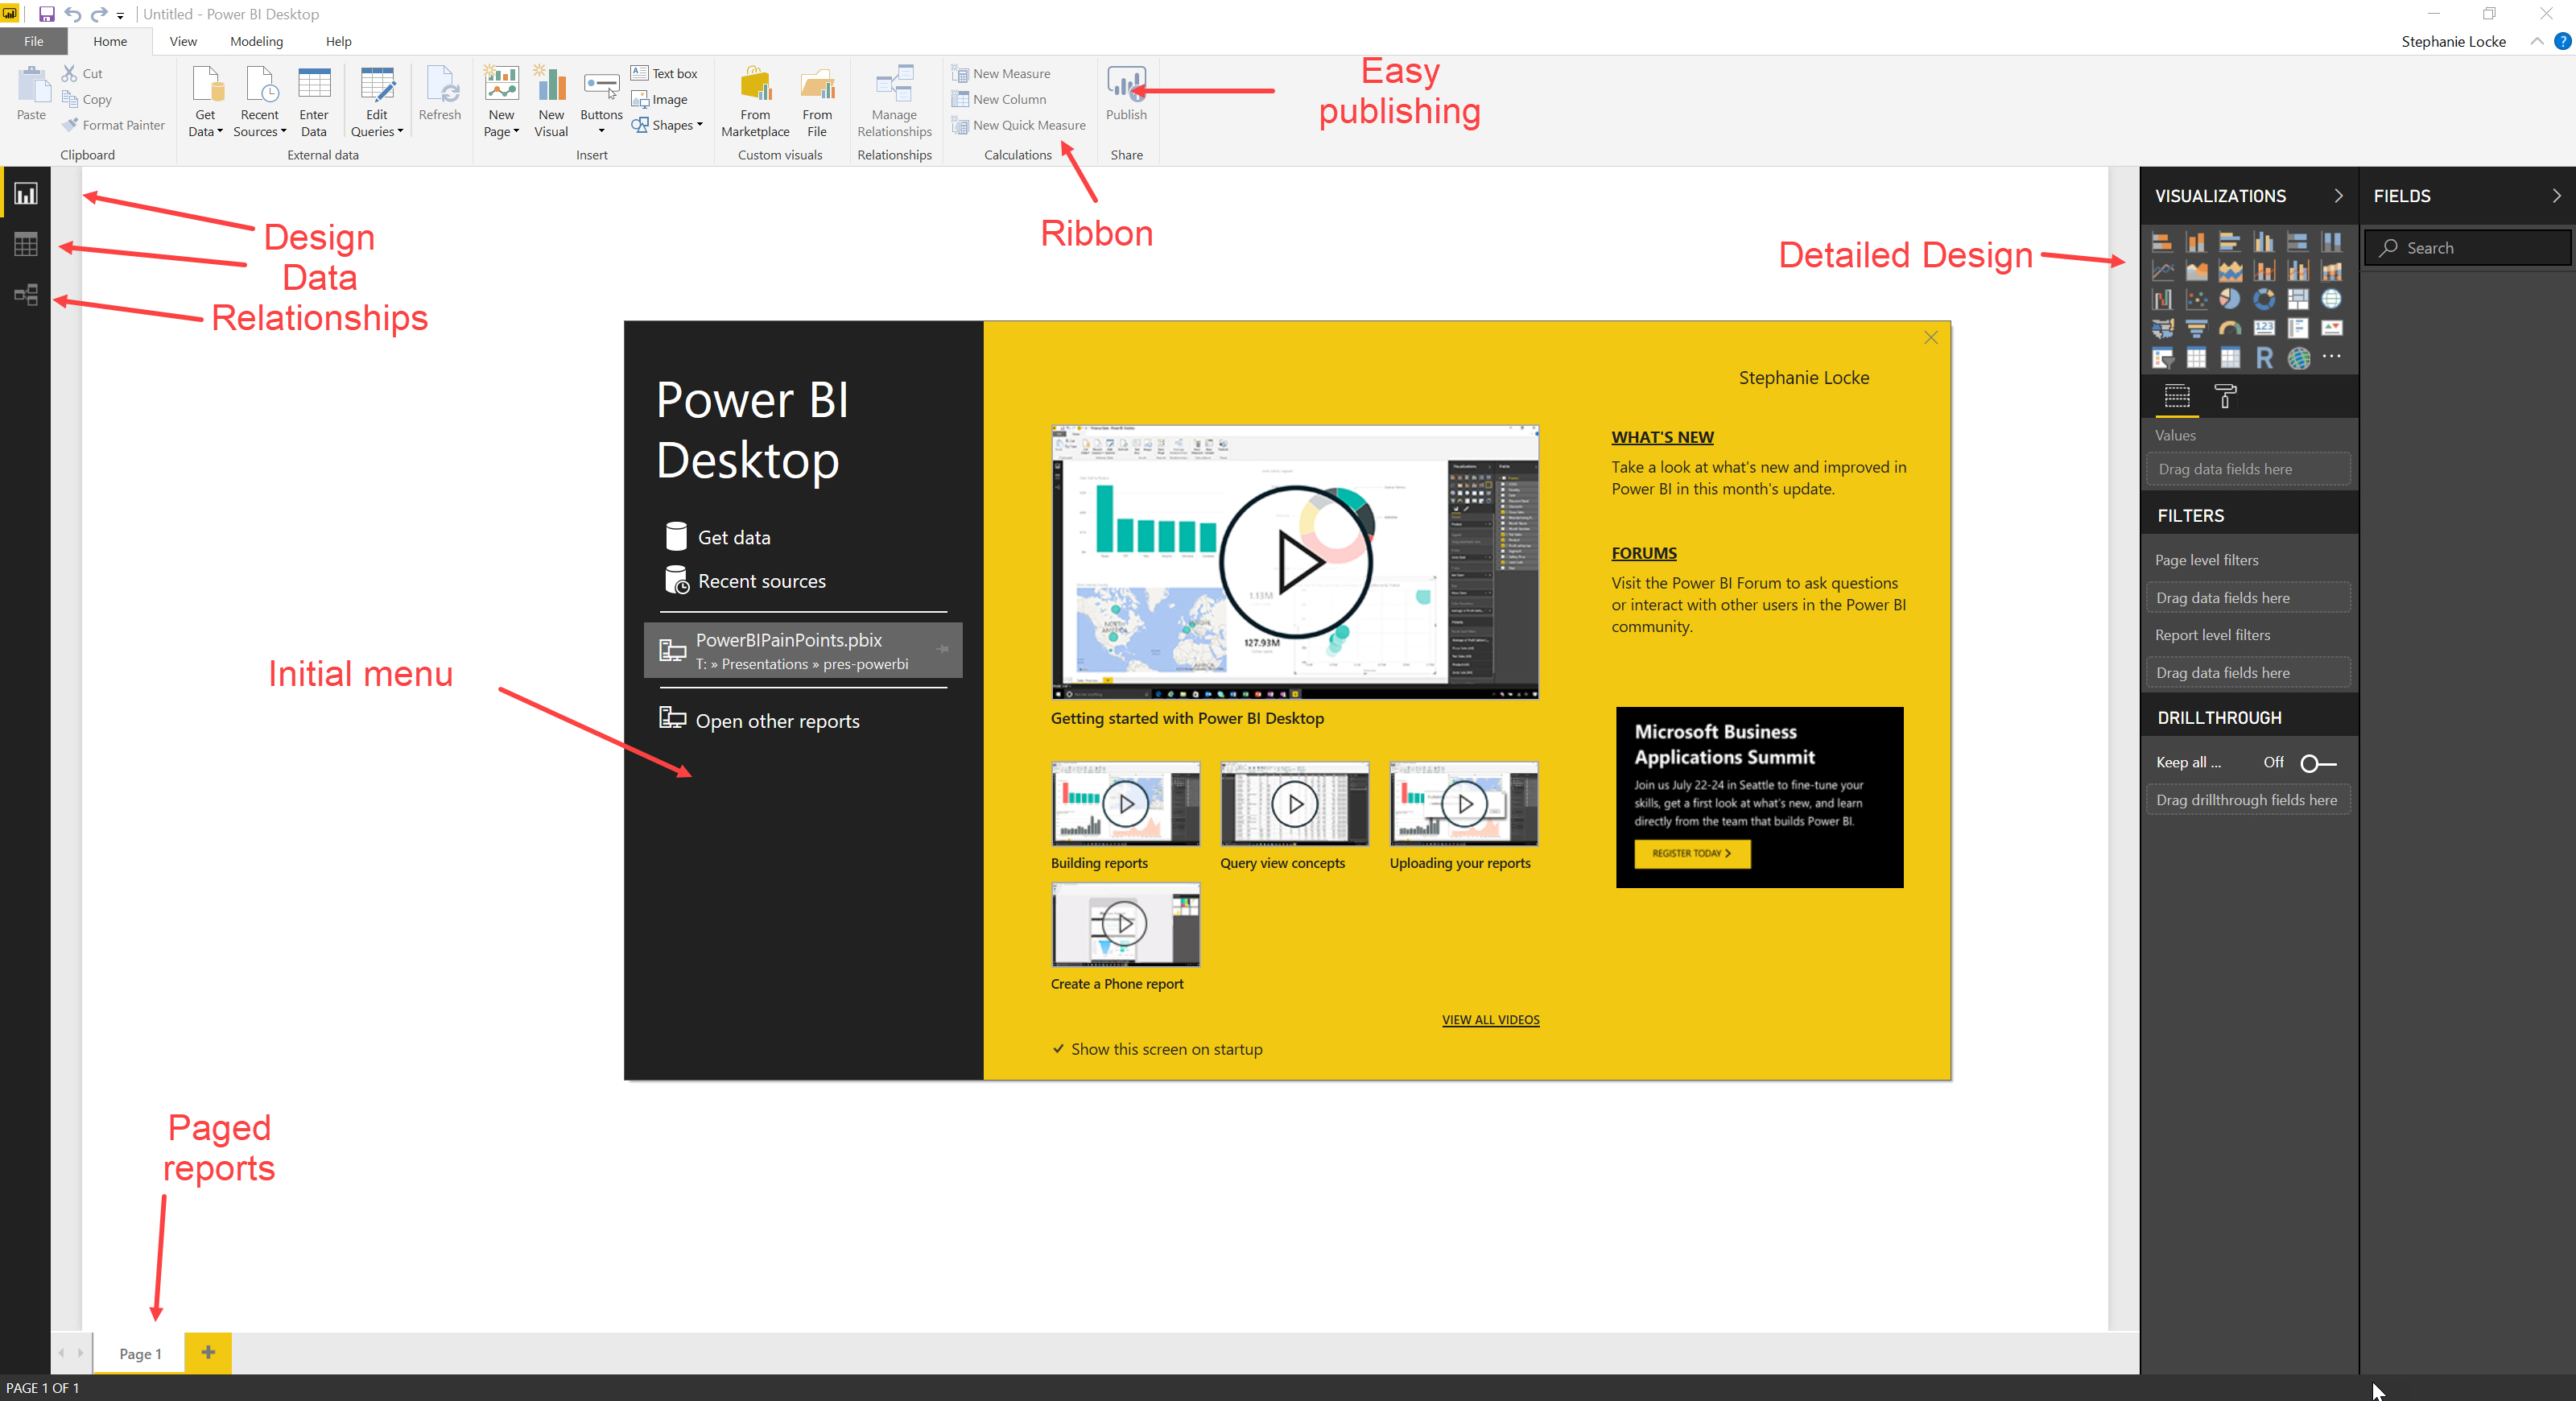 Untitled - Power BI Desktop
File Home View Modeling Help
Stephanie Locke
?
Paste
Cut
Copy
Format Painter
Clipboard
Get Data
Recent Sources
Enter Data
Edit Queries
Refresh
External data
New Page
New Visual
Buttons
Text box
Image
Shapes
Insert
From Marketplace
From File
Custom visuals
Manage Relationships
Relationships
New Measure
New Column
New Quick Measure
Calculations
Publish
Share
Easy
publishing
Ribbon
Design
Data
Relationships
Detailed Design
Initial menu
Paged
reports
Power BI
Desktop
Get data
Recent sources
PowerBIPainPoints.pbix
T: » Presentations » pres-powerbi
Open other reports
Stephanie Locke
1.13M
127.93M
Getting started with Power BI Desktop
Building reports
Query view concepts
Uploading your reports
Create a Phone report
VIEW ALL VIDEOS
✓ Show this screen on startup
WHAT'S NEW
Take a look at what's new and improved in
Power BI in this month's update.
FORUMS
Visit the Power BI Forum to ask questions
or interact with other users in the Power BI
community.
Microsoft Business
Applications Summit
Join us July 22-24 in Seattle to fine-tune your
skills, get a first look at what's new, and learn
directly from the team that builds Power BI.
REGISTER TODAY >
VISUALIZATIONS
123
R
Values
Drag data fields here
FILTERS
Page level filters
Drag data fields here
Report level filters
Drag data fields here
DRILLTHROUGH
Keep all ... Off
Drag drillthrough fields here
FIELDS
Search
Page 1
PAGE 1 OF 1